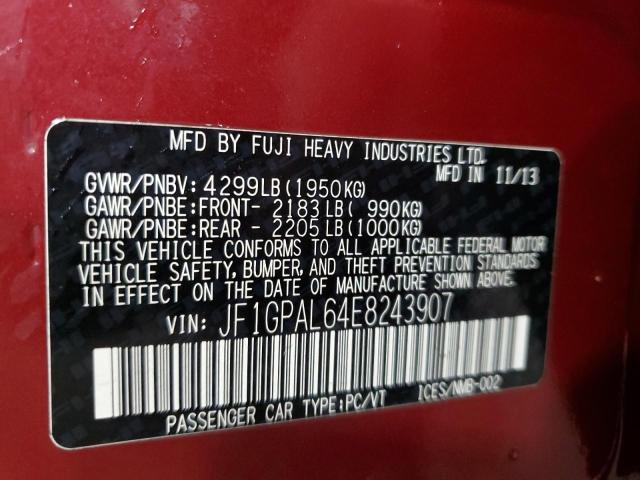 MFD BY FUJI HEAVY INDUSTRIES LTD.
MFD IN 11/13
GVWR/PNBV: 4299LB (1950KG)
GAWR/PNBE:FRONT- 2183LB( 990KG)
GAWR/PNBE:REAR - 2205LB(1000KG)
THIS VEHICLE CONFORMS TO ALL APPLICABLE FEDERAL MOTOR
VEHICLE SAFETY, BUMPER, AND THEFT PREVENTION STANDARDS
IN EFFECT ON THE DATE OF MANUFACTURE SHOWN ABOVE.
VIN: JF1GPAL64E8243907
PASSENGER CAR TYPE:PC/VT ICES/NMB-002